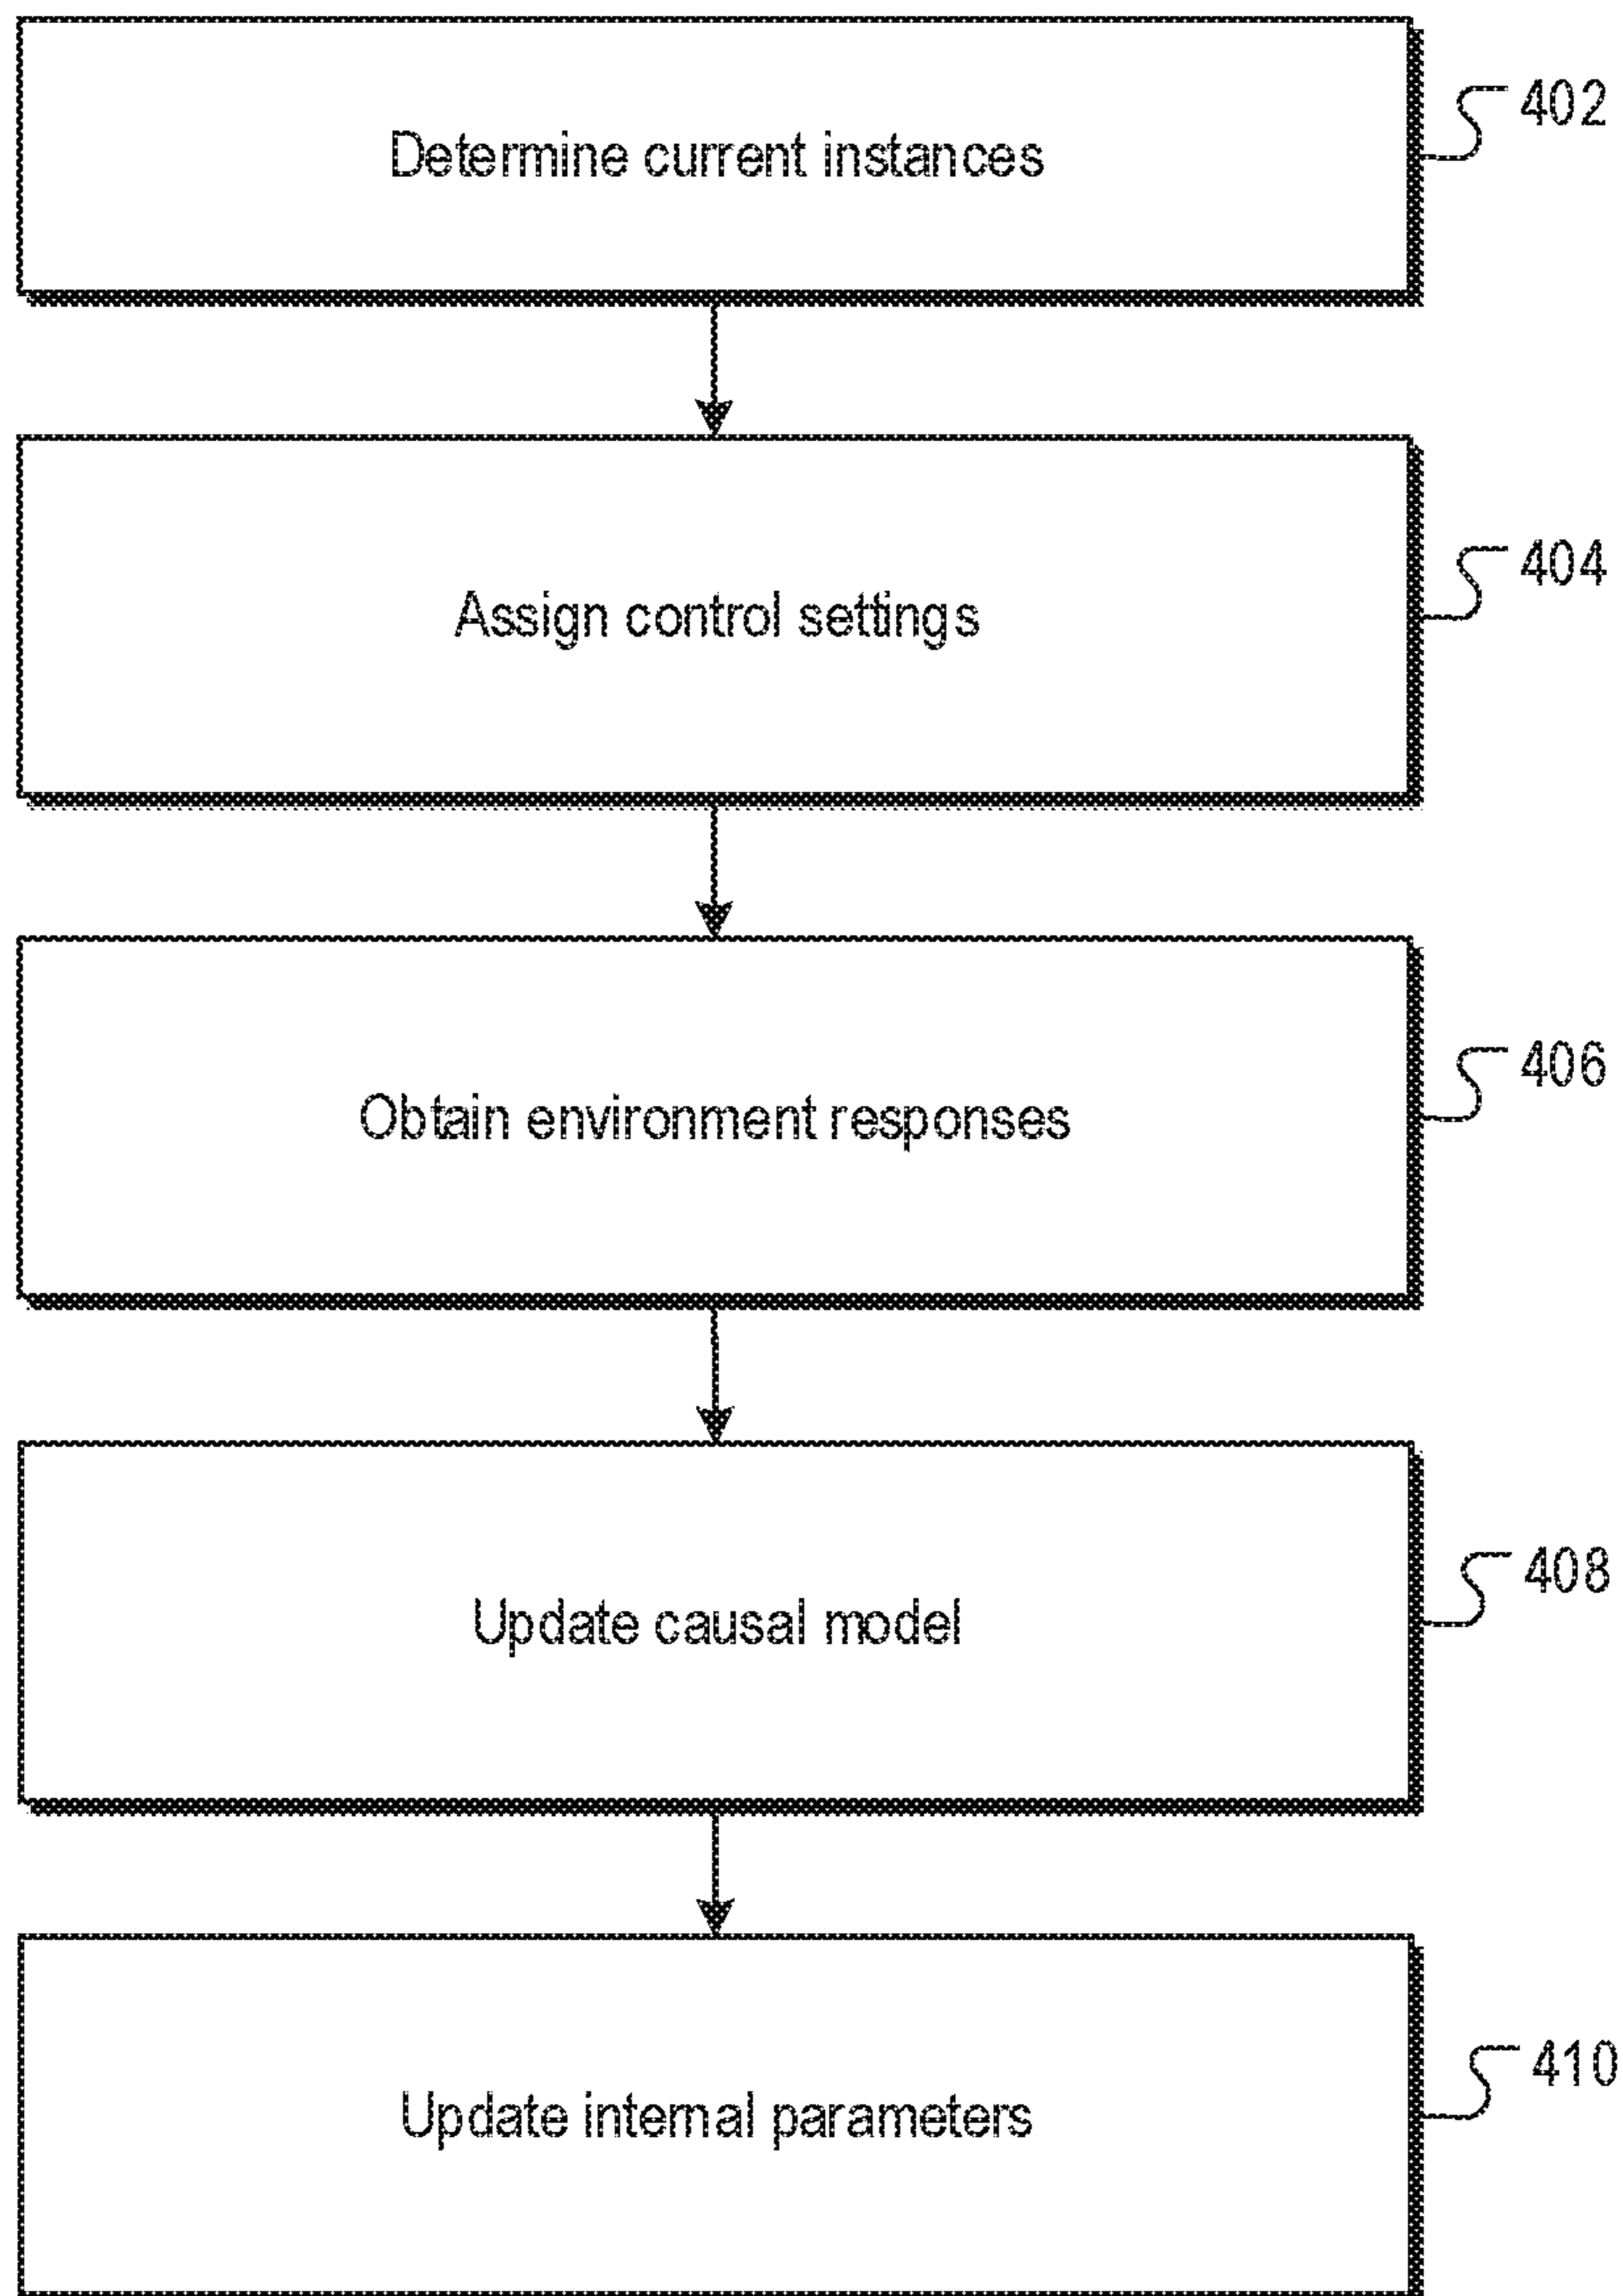 Determine current instances
402
Assign control settings
404
Obtain environment responses
406
Update causal model
408
Update internal parameters
410